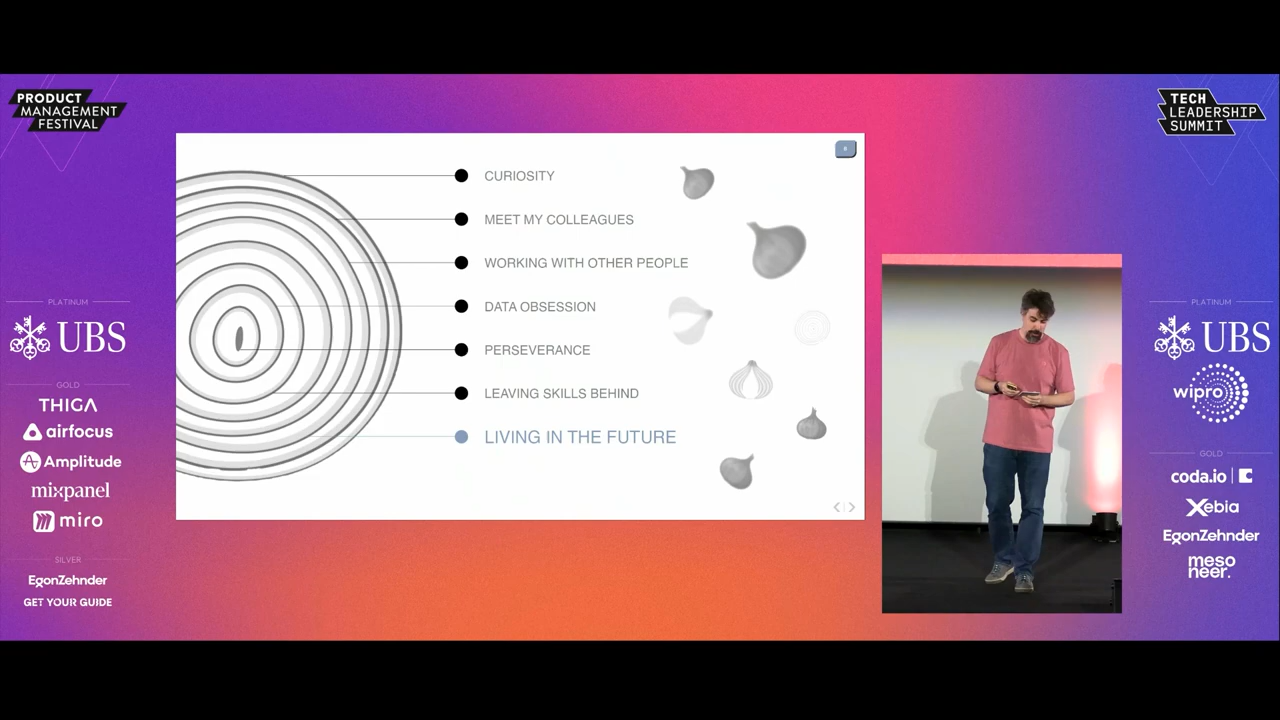 PRODUCT
MANAGEMENT
FESTIVAL
TECH
LEADERSHIP
SUMMIT
CURIOSITY
MEET MY COLLEAGUES
WORKING WITH OTHER PEOPLE
DATA OBSESSION
PERSEVERANCE
LEAVING SKILLS BEHIND
LIVING IN THE FUTURE
PLATINUM
UBS
GOLD
THIGA
airfocus
Amplitude
mixpanel
miro
SILVER
EgonZehnder
GET YOUR GUIDE
PLATINUM
UBS
wipro
GOLD
coda.io
Xebia
EgonZehnder
meso
neer.